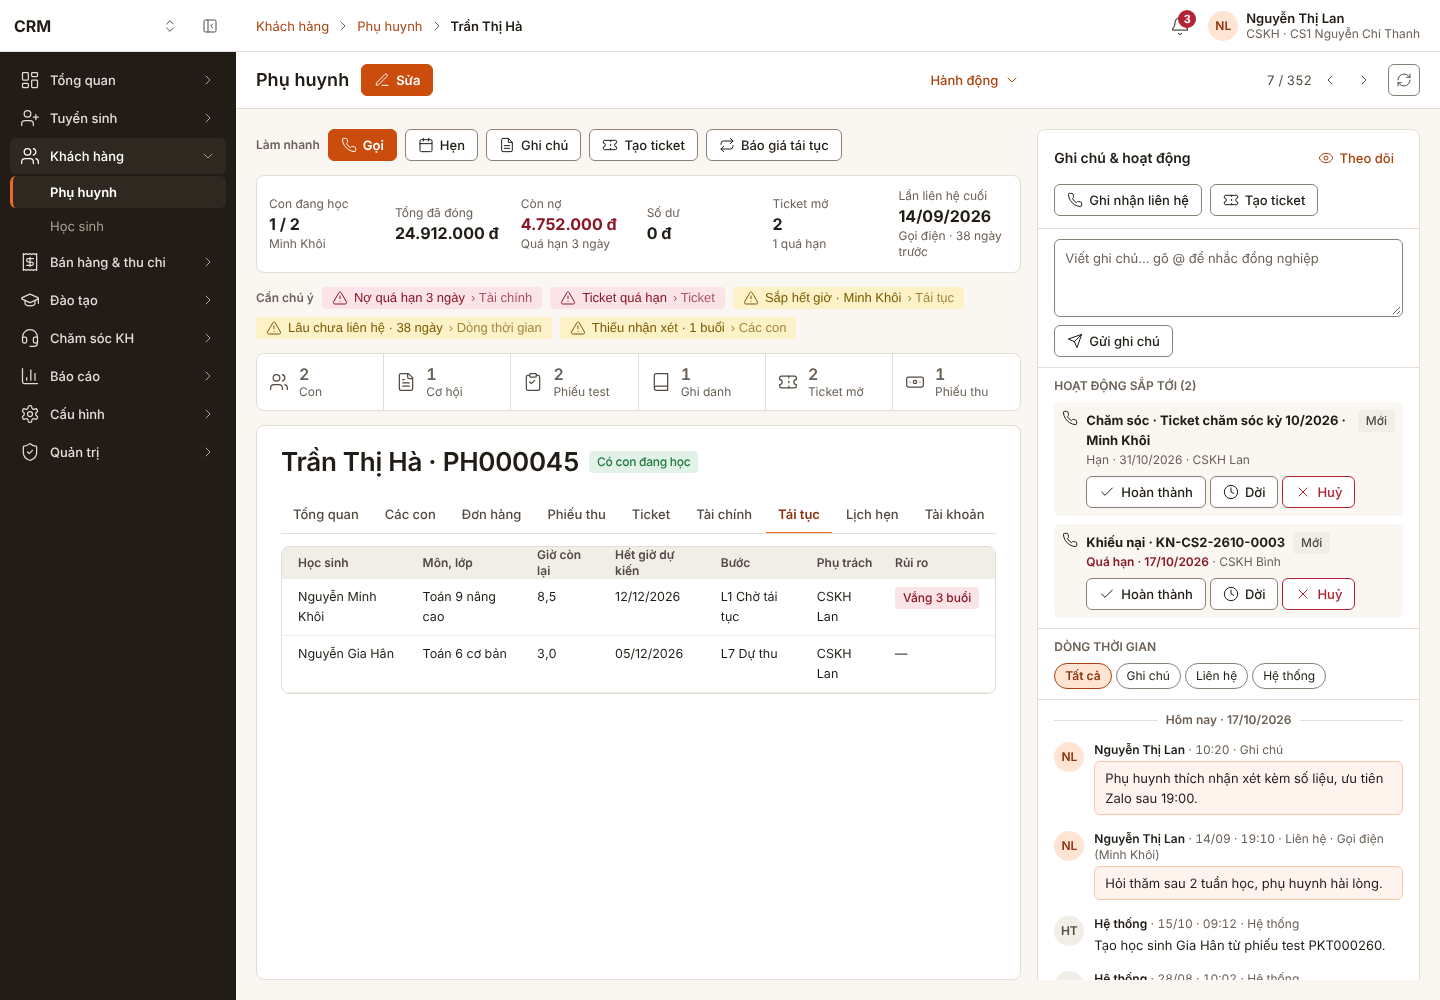 CRM
Khách hàng > Phụ huynh > Trần Thị Hà
3
NL
Nguyễn Thị Lan
CSKH · CS1 Nguyễn Chí Thanh
Tổng quan
Tuyển sinh
Khách hàng
Phụ huynh
Học sinh
Bán hàng & thu chi
Đào tạo
Chăm sóc KH
Báo cáo
Cấu hình
Quản trị
Phụ huynh
Sửa
Hành động
7 / 352
Làm nhanh
Gọi
Hẹn
Ghi chú
Tạo ticket
Báo giá tái tục
Con đang học
1 / 2
Minh Khôi
Tổng đã đóng
24.912.000 đ
Còn nợ
4.752.000 đ
Quá hạn 3 ngày
Số dư
0 đ
Ticket mở
2
1 quá hạn
Lần liên hệ cuối
14/09/2026
Gọi điện · 38 ngày
trước
Cần chú ý
Nợ quá hạn 3 ngày › Tài chính
Ticket quá hạn › Ticket
Sắp hết giờ · Minh Khôi › Tái tục
Lâu chưa liên hệ · 38 ngày › Dòng thời gian
Thiếu nhận xét · 1 buổi › Các con
2
Con
1
Cơ hội
2
Phiếu test
1
Ghi danh
2
Ticket mở
1
Phiếu thu
Trần Thị Hà · PH000045
Có con đang học
Tổng quan
Các con
Đơn hàng
Phiếu thu
Ticket
Tài chính
Tái tục
Lịch hẹn
Tài khoản
Học sinh
Môn, lớp
Giờ còn
lại
Hết giờ dự
kiến
Bước
Phụ trách
Rủi ro
Nguyễn Minh
Khôi
Toán 9 nâng
cao
8,5
12/12/2026
L1 Chờ tái
tục
CSKH
Lan
Vắng 3 buổi
Nguyễn Gia Hân
Toán 6 cơ bản
3,0
05/12/2026
L7 Dự thu
CSKH
Lan
—
Ghi chú & hoạt động
Theo dõi
Ghi nhận liên hệ
Tạo ticket
Viết ghi chú... gõ @ để nhắc đồng nghiệp
Gửi ghi chú
HOẠT ĐỘNG SẮP TỚI (2)
Chăm sóc · Ticket chăm sóc kỳ 10/2026 ·
Minh Khôi
Mới
Hạn · 31/10/2026 · CSKH Lan
Hoàn thành
Dời
Huỷ
Khiếu nại · KN-CS2-2610-0003
Mới
Quá hạn · 17/10/2026 · CSKH Bình
Hoàn thành
Dời
Huỷ
DÒNG THỜI GIAN
Tất cả
Ghi chú
Liên hệ
Hệ thống
Hôm nay · 17/10/2026
NL
Nguyễn Thị Lan · 10:20 · Ghi chú
Phụ huynh thích nhận xét kèm số liệu, ưu tiên
Zalo sau 19:00.
NL
Nguyễn Thị Lan · 14/09 · 19:10 · Liên hệ · Gọi điện
(Minh Khôi)
Hỏi thăm sau 2 tuần học, phụ huynh hài lòng.
HT
Hệ thống · 15/10 · 09:12 · Hệ thống
Tạo học sinh Gia Hân từ phiếu test PKT000260.
Hệ thống · 28/08 · 10:02 · Hệ thống